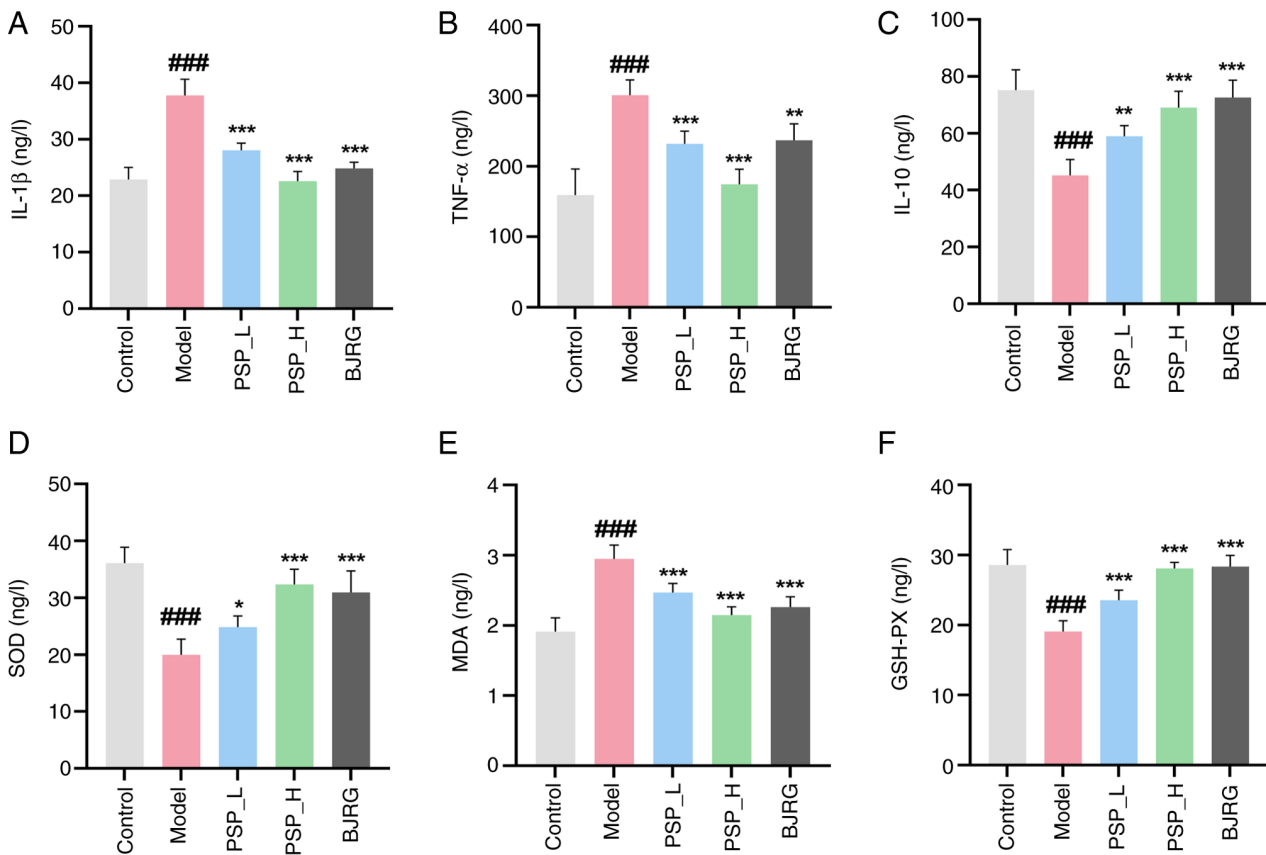 A
IL-1β (ng/l)
50
40
30
20
10
0
###
***
***
***
Control
Model
PSP_L
PSP_H
BJRG
B
TNF-α (ng/l)
400
300
200
100
0
###
***
***
**
Control
Model
PSP_L
PSP_H
BJRG
C
IL-10 (ng/l)
100
80
60
40
20
0
###
**
***
***
Control
Model
PSP_L
PSP_H
BJRG
D
SOD (ng/l)
50
40
30
20
10
0
###
*
***
***
Control
Model
PSP_L
PSP_H
BJRG
E
MDA (ng/l)
4
3
2
1
0
###
***
***
***
Control
Model
PSP_L
PSP_H
BJRG
F
GSH-PX (ng/l)
40
30
20
10
0
###
***
***
***
Control
Model
PSP_L
PSP_H
BJRG